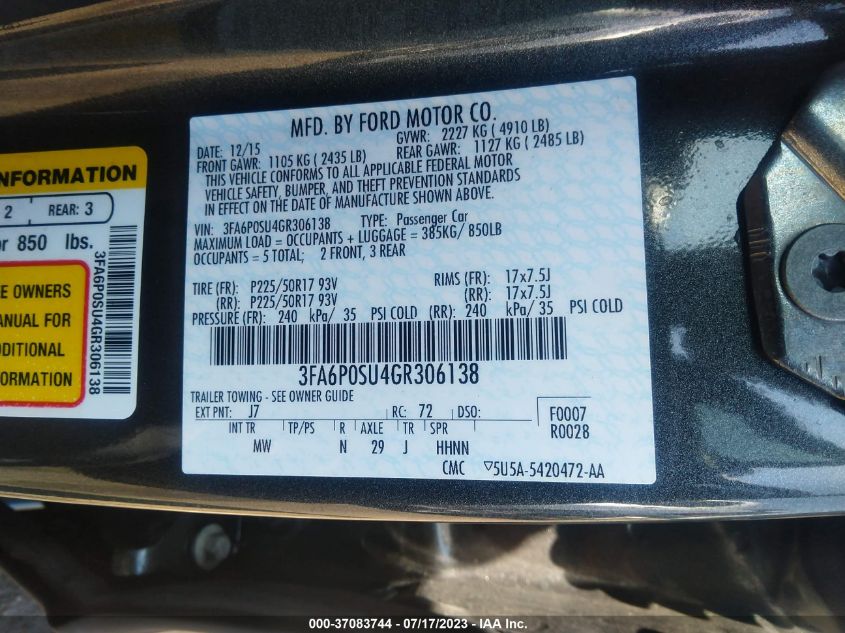 MFD. BY FORD MOTOR CO.
DATE: 12/15 GVWR: 2227 KG ( 4910 LB)
FRONT GAWR: 1105 KG ( 2435 LB) REAR GAWR: 1127 KG ( 2485 LB)
THIS VEHICLE CONFORMS TO ALL APPLICABLE FEDERAL MOTOR
VEHICLE SAFETY, BUMPER, AND THEFT PREVENTION STANDARDS
IN EFFECT ON THE DATE OF MANUFACTURE SHOWN ABOVE.
VIN: 3FA6P0SU4GR306138 TYPE: Passenger Car
MAXIMUM LOAD = OCCUPANTS + LUGGAGE = 385KG/ 850LB
OCCUPANTS = 5 TOTAL; 2 FRONT, 3 REAR
TIRE (FR): P225/50R17 93V RIMS (FR): 17x7.5J
(RR): P225/50R17 93V (RR): 17x7.5J
PRESSURE (FR): 240 kPa/ 35 PSI COLD (RR): 240 kPa/ 35 PSI COLD
3FA6P0SU4GR306138
TRAILER TOWING - SEE OWNER GUIDE
EXT PNT: J7 RC: 72 DSO: F0007
INT TR TP/PS R AXLE TR SPR R0028
MW N 29 J HHNN
CMC ▽5U5A-5420472-AA
INFORMATION
2 REAR: 3
or 850 lbs.
3FA6P0SU4GR306138
OWNERS
MANUAL FOR
ADDITIONAL
INFORMATION
000-37083744 / 07/17/2023 - IAA Inc.